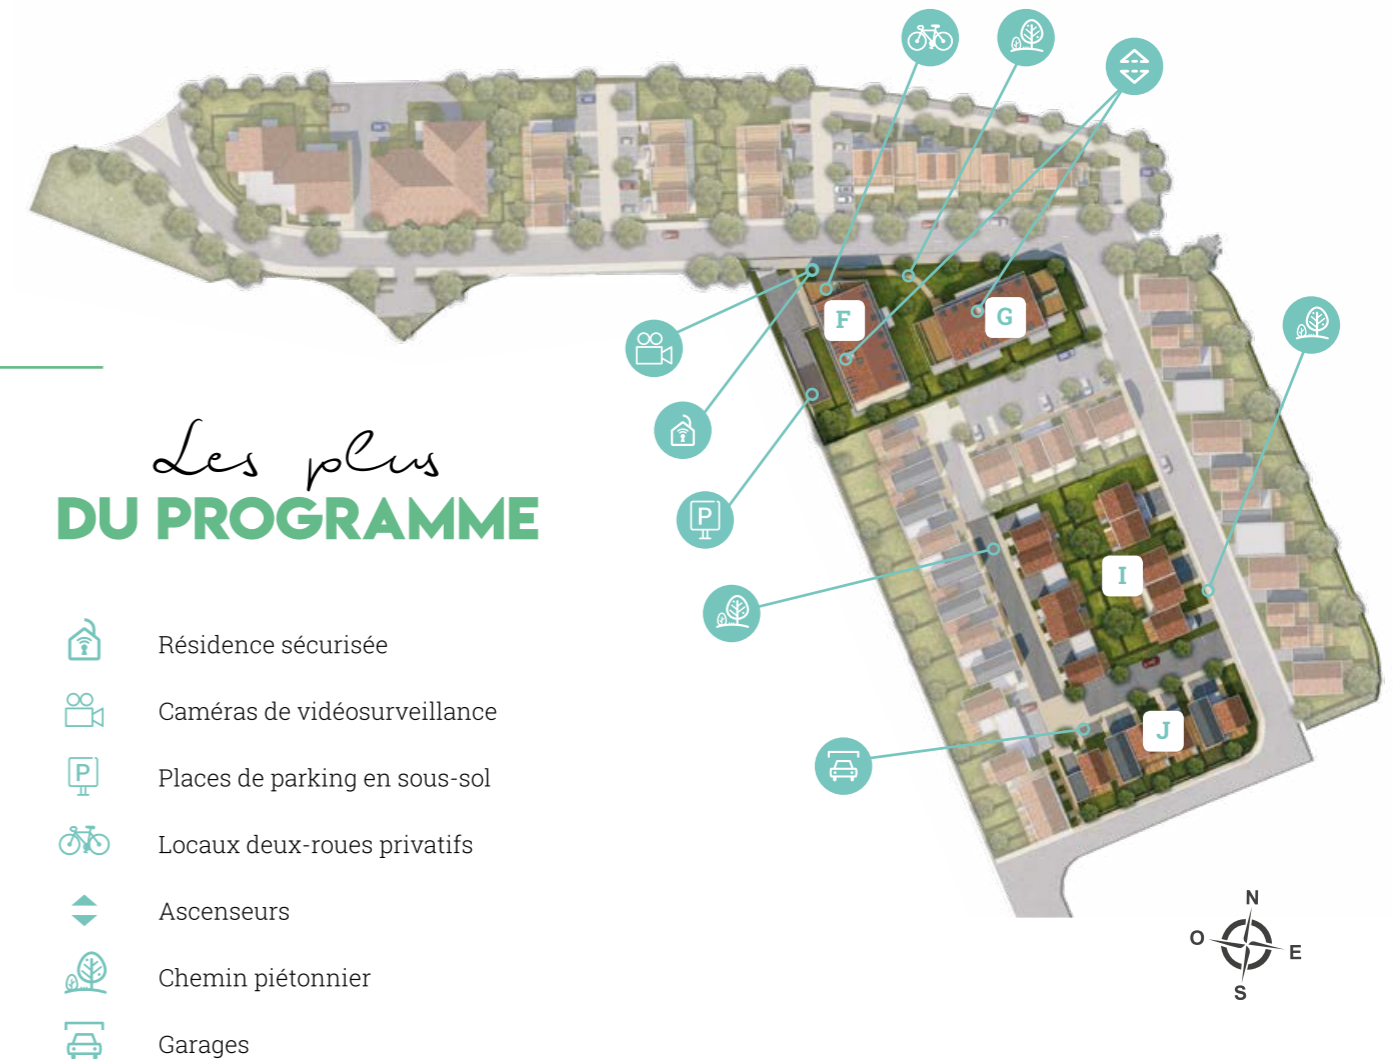 F
G
P
I
J
Les plus
DU PROGRAMME
Résidence sécurisée
Caméras de vidéosurveillance
P
Places de parking en sous-sol
Locaux deux-roues privatifs
Ascenseurs
Chemin piétonnier
Garages
N
O
E
S